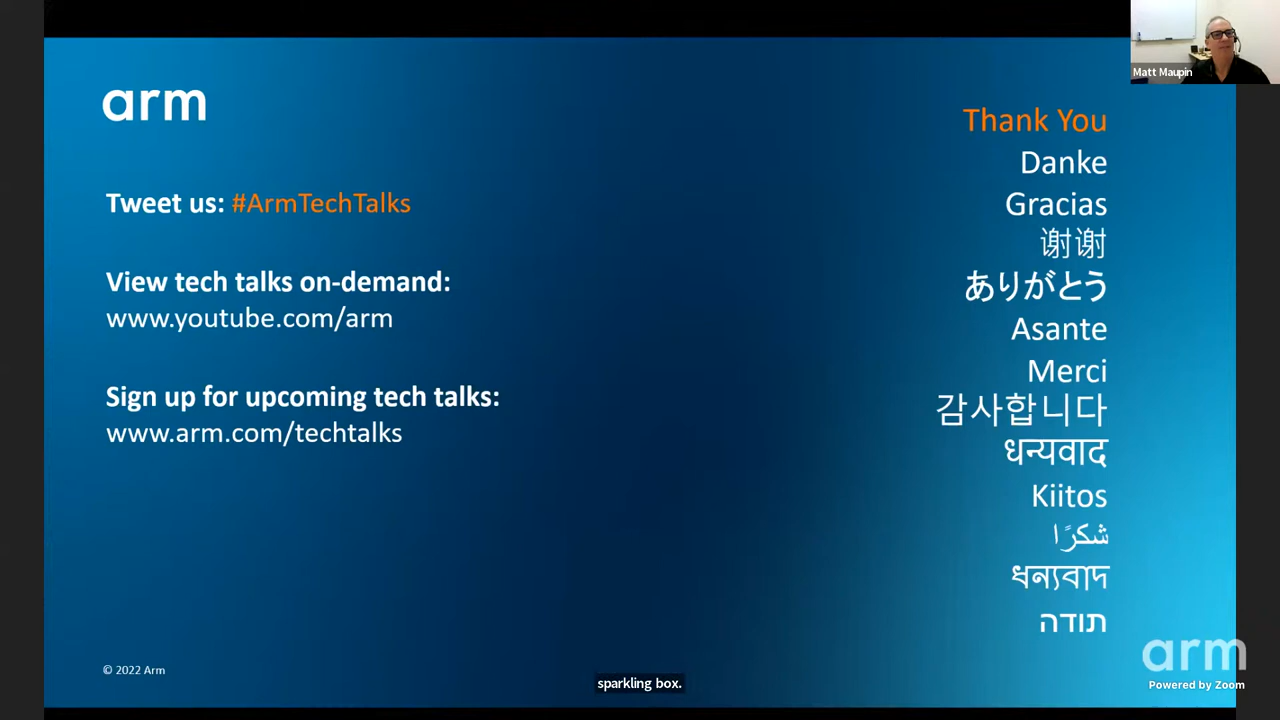 arm
Tweet us: #ArmTechTalks
View tech talks on-demand:
www.youtube.com/arm
Sign up for upcoming tech talks:
www.arm.com/techtalks
© 2022 Arm
Thank You
Danke
Gracias
谢谢
ありがとう
Asante
Merci
감사합니다
धन्यवाद
Kiitos
شكرًا
ধন্যবাদ
תודה
Matt Maupin
sparkling box.
arm
Powered by Zoom